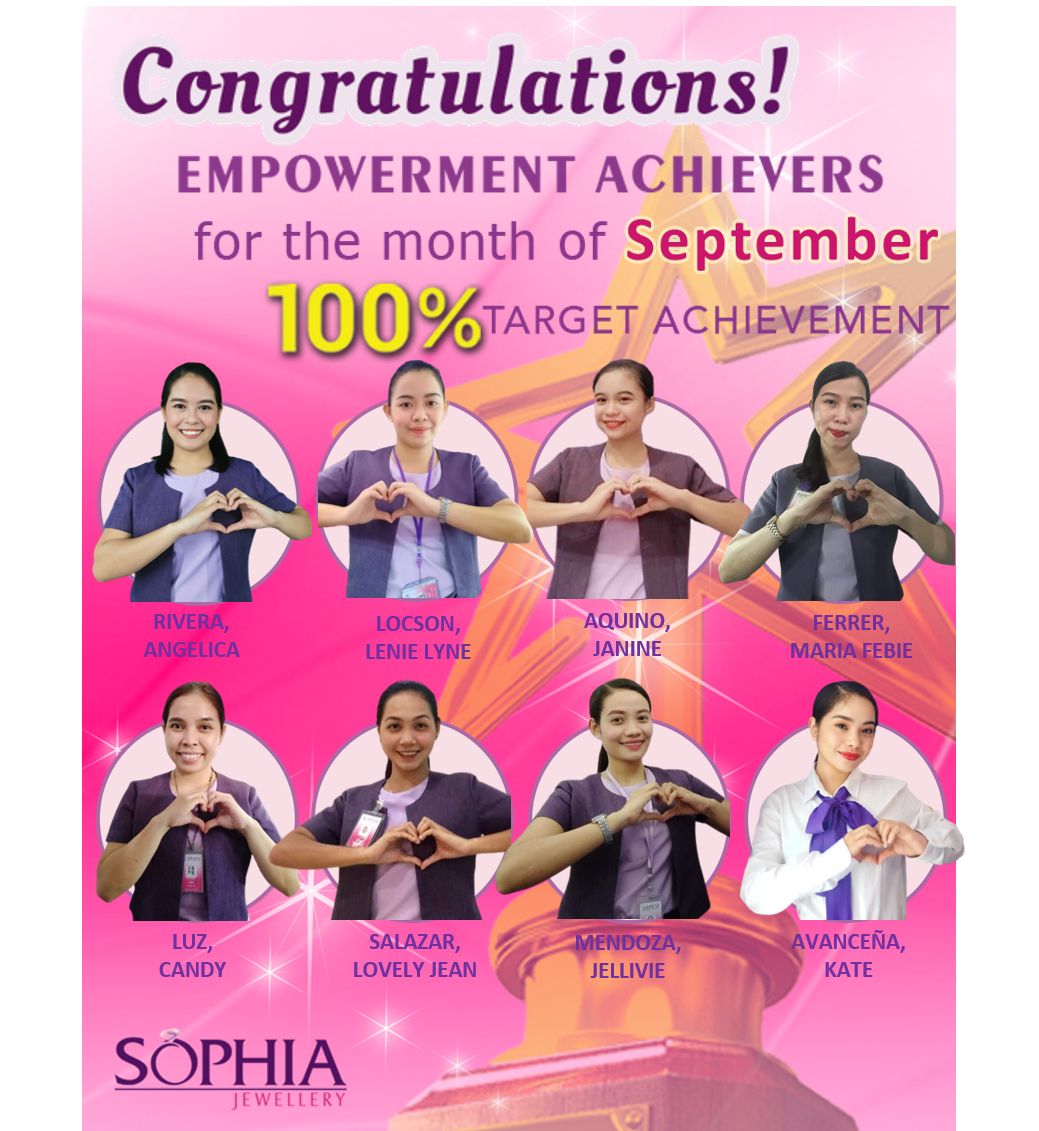 Congratulations!
EMPOWERMENT ACHIEVERS
for the month of September
100% TARGET ACHIEVEMENT
RIVERA,
ANGELICA
LOCSON,
LENIE LYNE
AQUINO,
JANINE
FERRER,
MARIA FEBIE
LUZ,
CANDY
SALAZAR,
LOVELY JEAN
MENDOZA,
JELLIVIE
AVANCEÑA,
KATE
SOPHIA
JEWELLERY